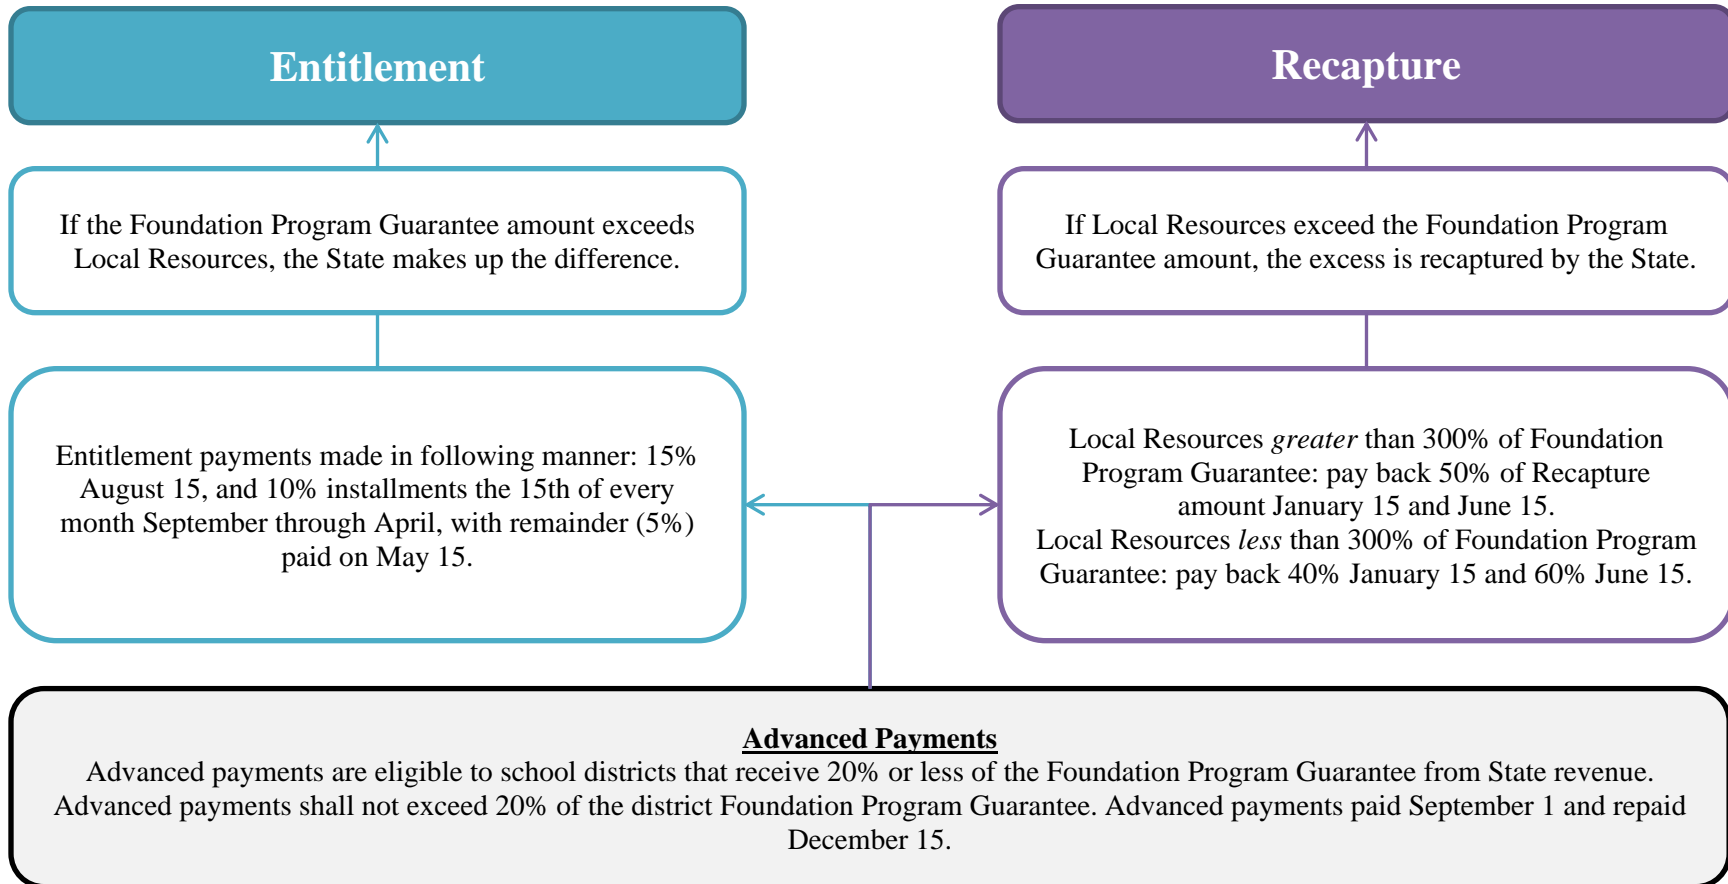 Entitlement
If the Foundation Program Guarantee amount exceeds
Local Resources, the State makes up the difference.
Entitlement payments made in following manner: 15%
August 15, and 10% installments the 15th of every
month September through April, with remainder (5%)
paid on May 15.
Recapture
If Local Resources exceed the Foundation Program
Guarantee amount, the excess is recaptured by the State.
Local Resources greater than 300% of Foundation
Program Guarantee: pay back 50% of Recapture
amount January 15 and June 15.
Local Resources less than 300% of Foundation Program
Guarantee: pay back 40% January 15 and 60% June 15.
Advanced Payments
Advanced payments are eligible to school districts that receive 20% or less of the Foundation Program Guarantee from State revenue.
Advanced payments shall not exceed 20% of the district Foundation Program Guarantee. Advanced payments paid September 1 and repaid
December 15.